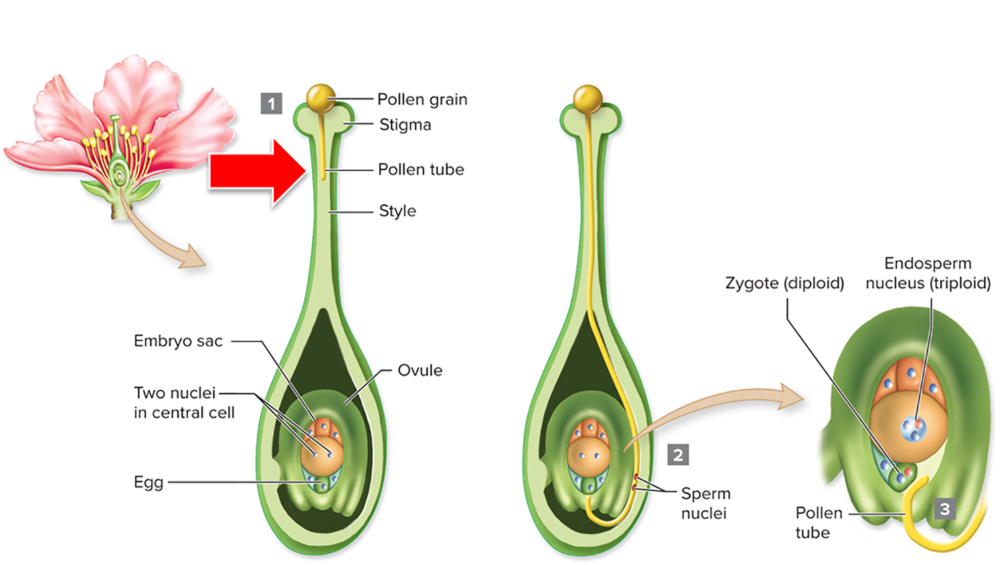 1
Pollen grain
Stigma
Pollen tube
Style
Embryo sac
Ovule
Two nuclei
in central cell
Egg
2
Sperm
nuclei
Zygote (diploid)
Endosperm
nucleus (triploid)
3
Pollen
tube